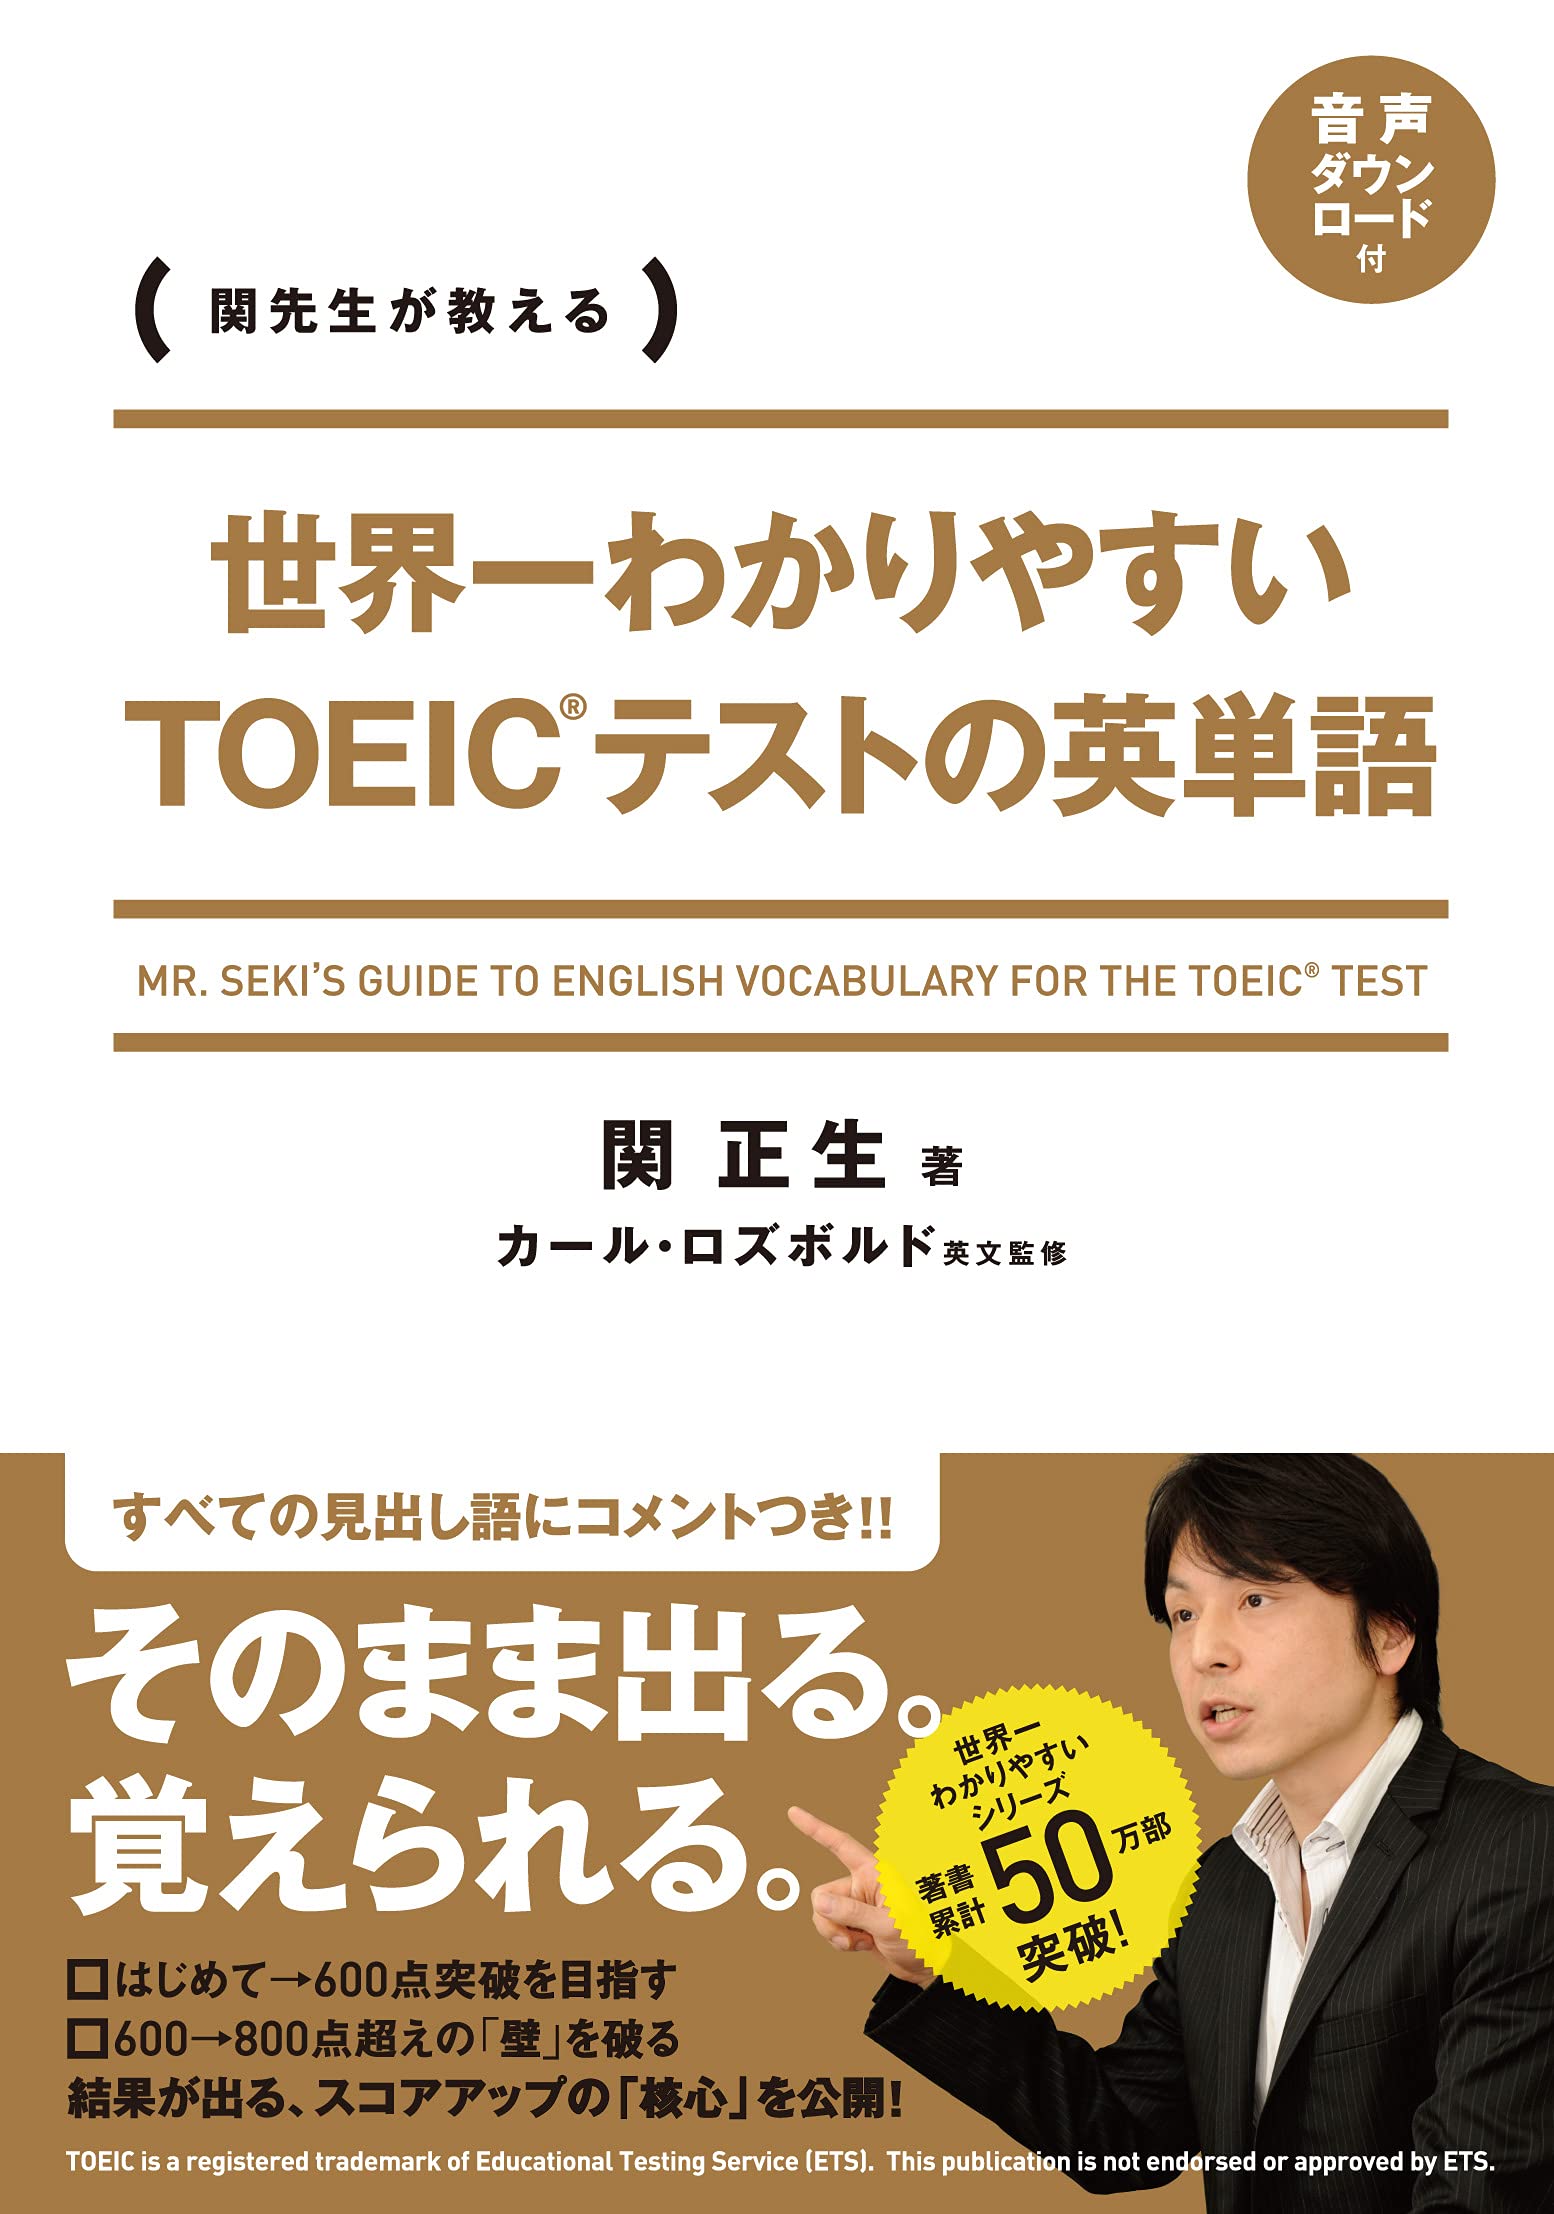 音声
ダウン
ロード
付
(関先生が教える)
世界一わかりやすい
TOEIC®テストの英単語
MR. SEKI'S GUIDE TO ENGLISH VOCABULARY FOR THE TOEIC® TEST
関 正生 著
カール・ロズボルド 英文監修
すべての見出し語にコメントつき!!
そのまま出る。
覚えられる。
世界一
わかりやすい
シリーズ
著書
累計
50万部
突破!
□はじめて→600点突破を目指す
□600→800点超えの「壁」を破る
結果が出る、スコアアップの「核心」を公開!
TOEIC is a registered trademark of Educational Testing Service (ETS). This publication is not endorsed or approved by ETS.